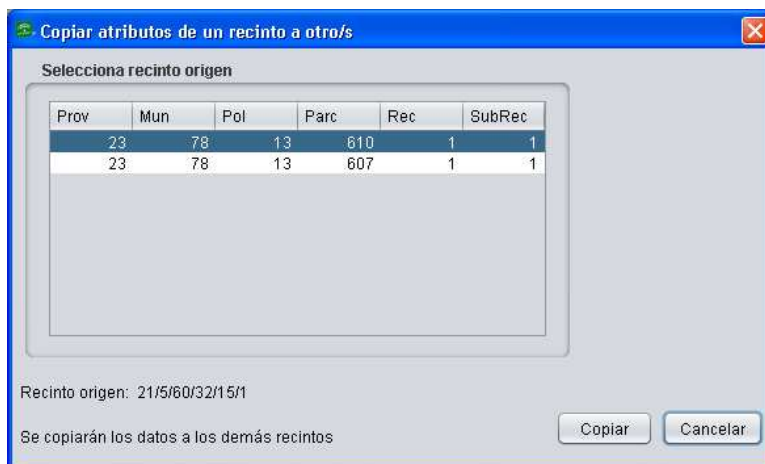 Copiar atributos de un recinto a otro/s
Selecciona recinto origen
Prov Mun Pol Parc Rec SubRec
23 78 13 610 1 1
23 78 13 607 1 1
Recinto origen: 21/5/60/32/15/1
Se copiarán los datos a los demás recintos
Copiar Cancelar